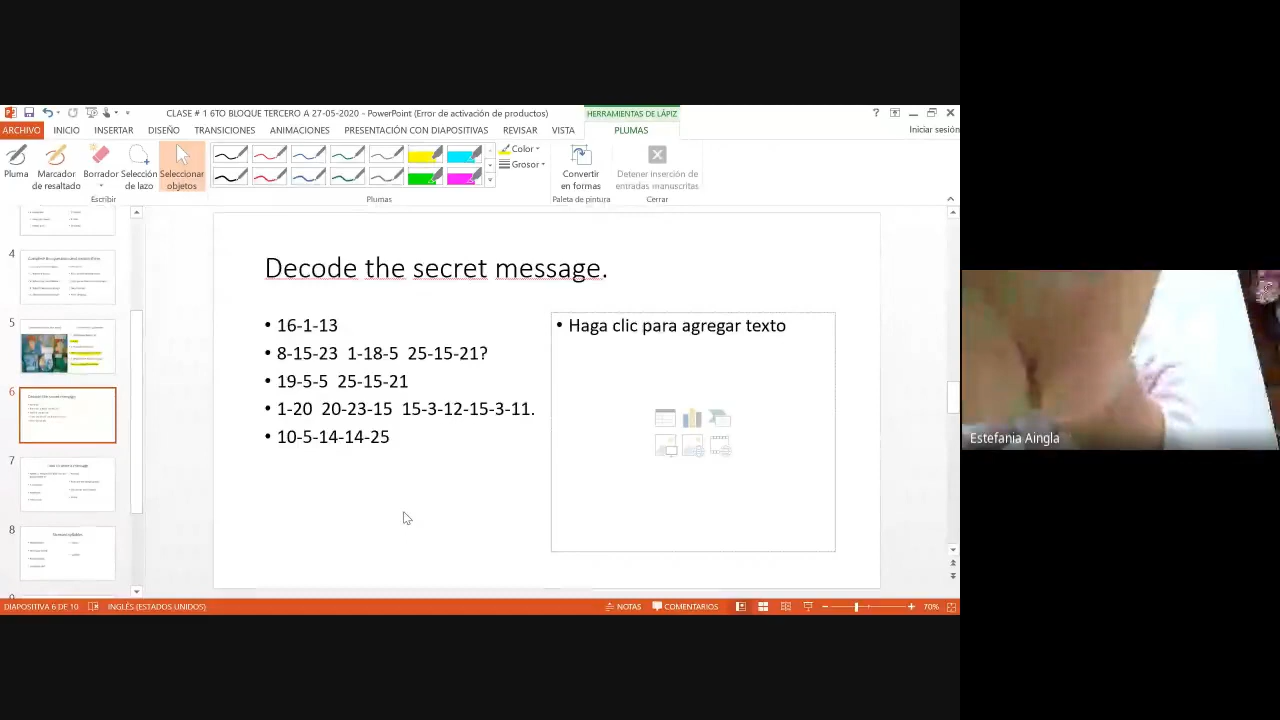 CLASE # 1 6TO BLOQUE TERCERO A 27-05-2020 - PowerPoint (Error de activación de productos)
HERRAMIENTAS DE LÁPIZ
ARCHIVO INICIO INSERTAR DISEÑO TRANSICIONES ANIMACIONES PRESENTACIÓN CON DIAPOSITIVAS REVISAR VISTA PLUMAS Iniciar sesión
Pluma
Marcador de resaltado
Borrador
Selección de lazo
Seleccionar objetos
Escribir
Plumas
Color
Grosor
Convertir en formas
Paleta de pintura
Detener inserción de entradas manuscritas
Cerrar
4
5
6
7
8
Decode the secret message.
• 16-1-13
• 8-15-23 1-18-5 25-15-21?
• 19-5-5 25-15-21
• 1-20 20-23-15 15-3-12-15-3-11.
• 10-5-14-14-25
• Haga clic para agregar texto
Estefania Aingla
DIAPOSITIVA 6 DE 10 INGLÉS (ESTADOS UNIDOS) NOTAS COMENTARIOS 70%